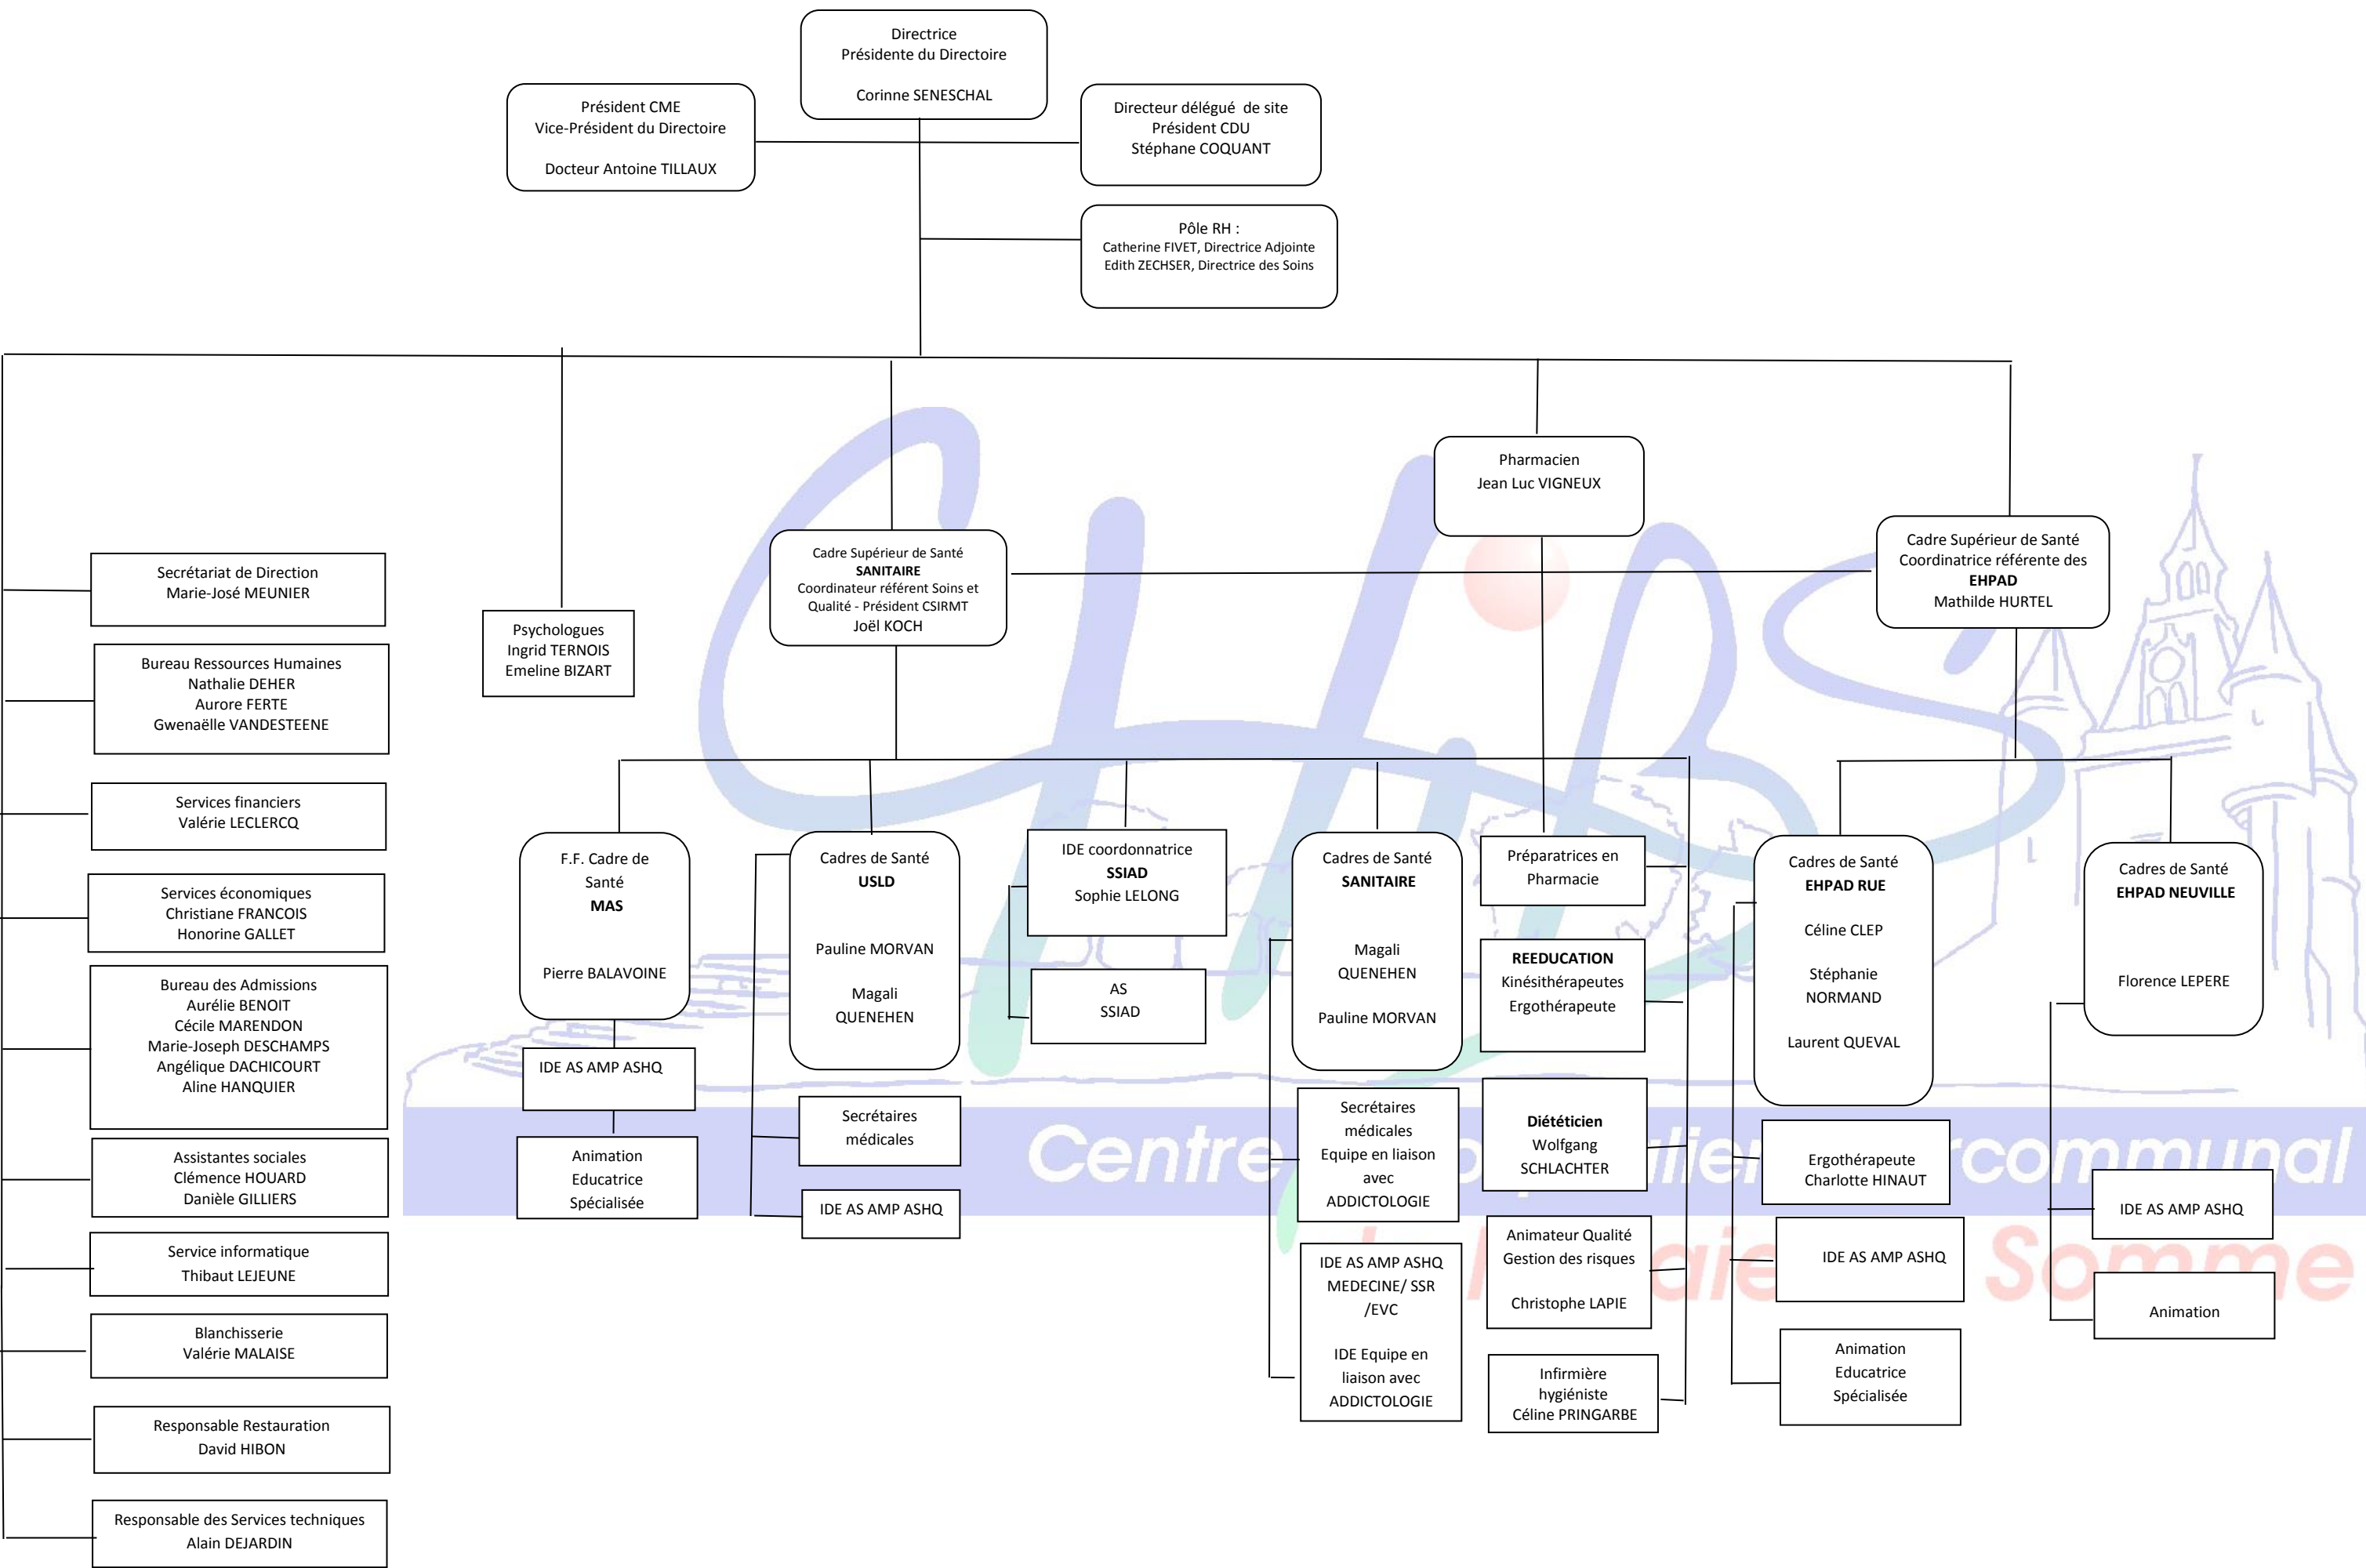 Directrice
Présidente du Directoire
Corinne SENESCHAL
Président CME
Vice-Président du Directoire
Docteur Antoine TILLAUX
Directeur délégué de site
Président CDU
Stéphane COQUANT
Pôle RH :
Catherine FIVET, Directrice Adjointe
Edith ZECHSER, Directrice des Soins
Secrétariat de Direction
Marie-José MEUNIER
Bureau Ressources Humaines
Nathalie DEHER
Aurore FERTE
Gwenaëlle VANDESTEENE
Services financiers
Valérie LECLERCQ
Services économiques
Christiane FRANCOIS
Honorine GALLET
Bureau des Admissions
Aurélie BENOIT
Cécile MARENDON
Marie-Joseph DESCHAMPS
Angélique DACHICOURT
Aline HANQUIER
Assistantes sociales
Clémence HOUARD
Danièle GILLIERS
Service informatique
Thibaut LEJEUNE
Blanchisserie
Valérie MALAISE
Responsable Restauration
David HIBON
Responsable des Services techniques
Alain DEJARDIN
Psychologues
Ingrid TERNOIS
Emeline BIZART
Cadre Supérieur de Santé
SANITAIRE
Coordinateur référent Soins et
Qualité - Président CSIRMT
Joël KOCH
Pharmacien
Jean Luc VIGNEUX
Cadre Supérieur de Santé
Coordinatrice référente des
EHPAD
Mathilde HURTEL
F.F. Cadre de
Santé
MAS
Pierre BALAVOINE
IDE AS AMP ASHQ
Animation
Educatrice
Spécialisée
Cadres de Santé
USLD
Pauline MORVAN
Magali
QUENEHEN
Secrétaires
médicales
IDE AS AMP ASHQ
IDE coordonnatrice
SSIAD
Sophie LELONG
AS
SSIAD
Cadres de Santé
SANITAIRE
Magali
QUENEHEN
Pauline MORVAN
Secrétaires
médicales
Equipe en liaison
avec
ADDICTOLOGIE
IDE AS AMP ASHQ
MEDECINE/ SSR
/EVC
IDE Equipe en
liaison avec
ADDICTOLOGIE
Préparatrices en
Pharmacie
REEDUCATION
Kinésithérapeutes
Ergothérapeute
Diététicien
Wolfgang
SCHLACHTER
Animateur Qualité
Gestion des risques
Christophe LAPIE
Infirmière
hygiéniste
Céline PRINGARBE
Cadres de Santé
EHPAD RUE
Céline CLEP
Stéphanie
NORMAND
Laurent QUEVAL
Ergothérapeute
Charlotte HINAUT
IDE AS AMP ASHQ
Animation
Educatrice
Spécialisée
Cadres de Santé
EHPAD NEUVILLE
Florence LEPERE
IDE AS AMP ASHQ
Animation
CHIBS
Centre
Somme